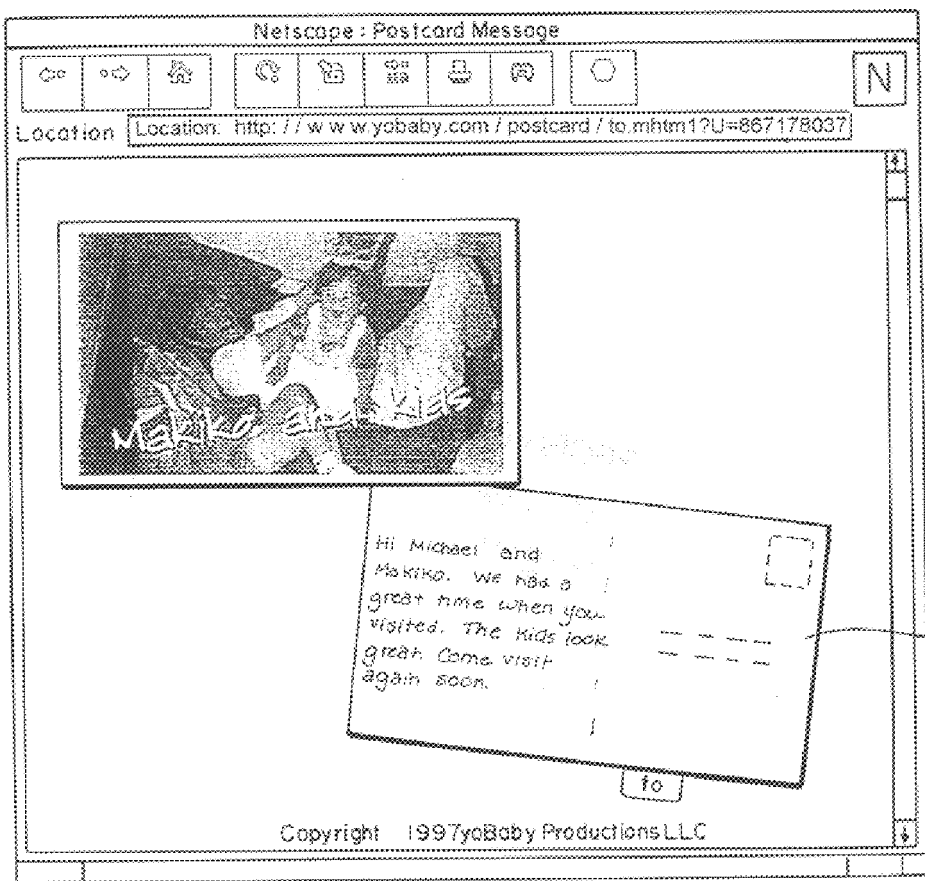 Netscape : Postcard Message
N
Location Location: http: / / w w w.yobaby.com / postcard / to.mhtm1?U=867178037
Makiko and kids
Hi Michael and
Makiko. We had a
great time when you
visited. The kids look
great. Come visit
again soon.
to
Copyright 1997yoBaby Productions LLC